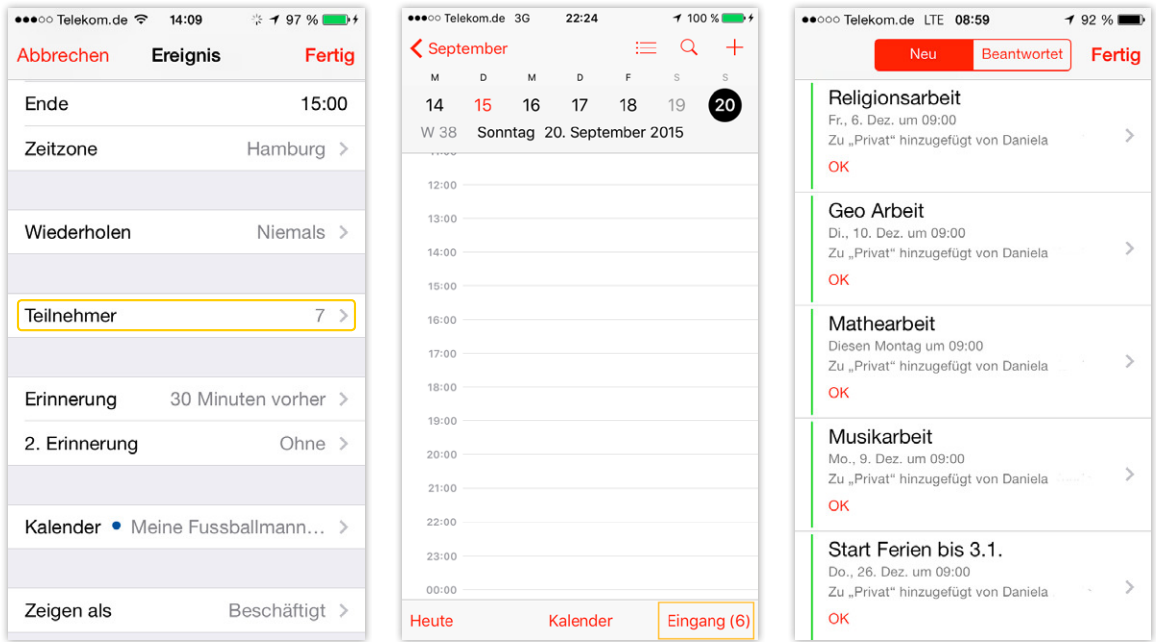 ●●●○○ Telekom.de 14:09 97 %
Abbrechen Ereignis Fertig
Ende 15:00
Zeitzone Hamburg >
Wiederholen Niemals >
Teilnehmer 7 >
Erinnerung 30 Minuten vorher >
2. Erinnerung Ohne >
Kalender • Meine Fussballmann... >
Zeigen als Beschäftigt >
●●●○○ Telekom.de 3G 22:24 100 %
September
M D M D F S S
14 15 16 17 18 19 20
W 38 Sonntag 20. September 2015
12:00
13:00
14:00
15:00
16:00
17:00
18:00
19:00
20:00
21:00
22:00
23:00
00:00
Heute Kalender Eingang (6)
●●○○○ Telekom.de LTE 08:59 92 %
Neu Beantwortet Fertig
Religionsarbeit
Fr., 6. Dez. um 09:00
Zu „Privat“ hinzugefügt von Daniela
OK
Geo Arbeit
Di., 10. Dez. um 09:00
Zu „Privat“ hinzugefügt von Daniela
OK
Mathearbeit
Diesen Montag um 09:00
Zu „Privat“ hinzugefügt von Daniela
OK
Musikarbeit
Mo., 9. Dez. um 09:00
Zu „Privat“ hinzugefügt von Daniela
OK
Start Ferien bis 3.1.
Do., 26. Dez. um 09:00
Zu „Privat“ hinzugefügt von Daniela
OK